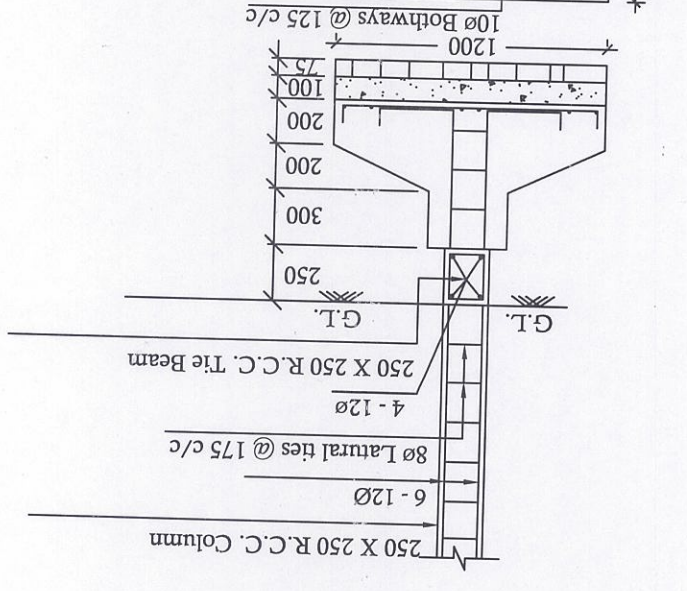 250 X 250 R.C.C. Column
6 - 12Ø
8ø Latural ties @ 175 c/c
4 - 12ø
250 X 250 R.C.C. Tie Beam
G.L.
G.L.
250
300
200
200
100
75
1200
10ø Bothways @ 125 c/c